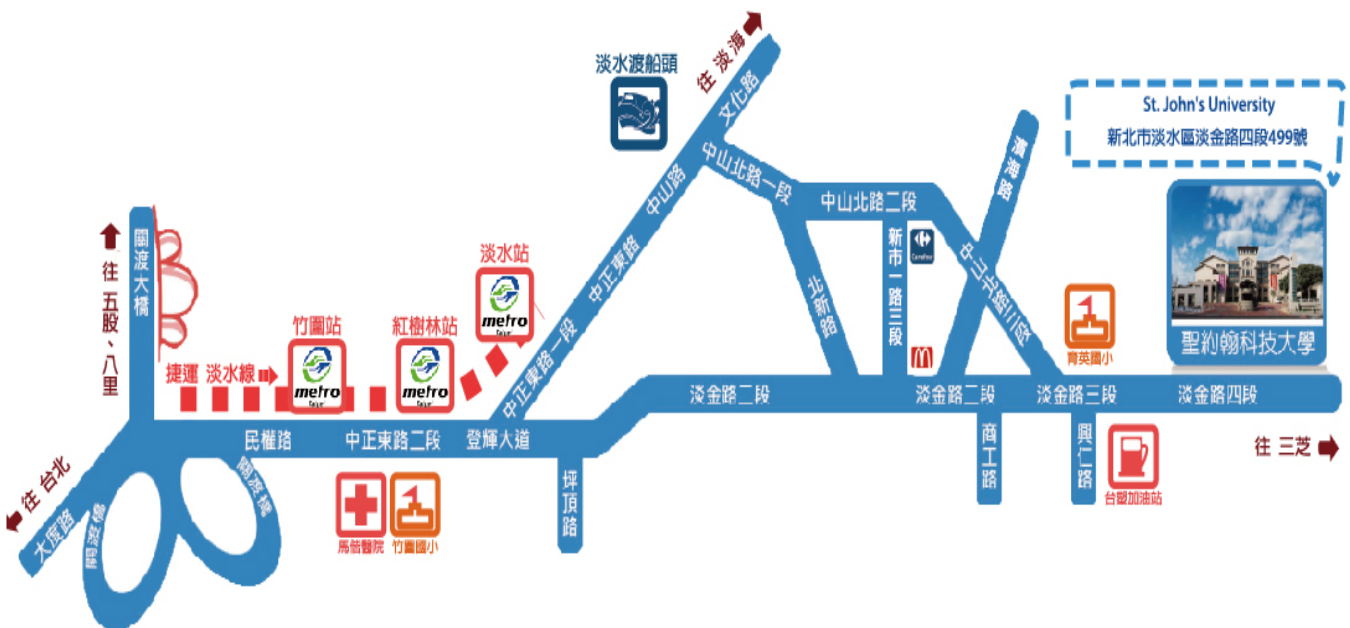 淡水渡船頭
往 淡海
文化路
St. John's University
新北市淡水區淡金路四段499號
中山北路一段
中山路
濱海路
中山北路二段
關渡大橋
往 五股、八里
淡水站
metro
中正東路
新市一路三段
Carrefour
中山北路三段
北新路
竹圍站
metro
Taipei
紅樹林站
metro
Taipei
捷運 淡水線
中正東路一段
育英國小
聖約翰科技大學
淡金路二段
淡金路二段
淡金路三段
淡金路四段
民權路
中正東路二段
登輝大道
往 三芝
往 台北
大度路
關渡橋
關渡橋
坪頂路
商工路
興仁路
台塑加油站
馬偕醫院
竹圍國小